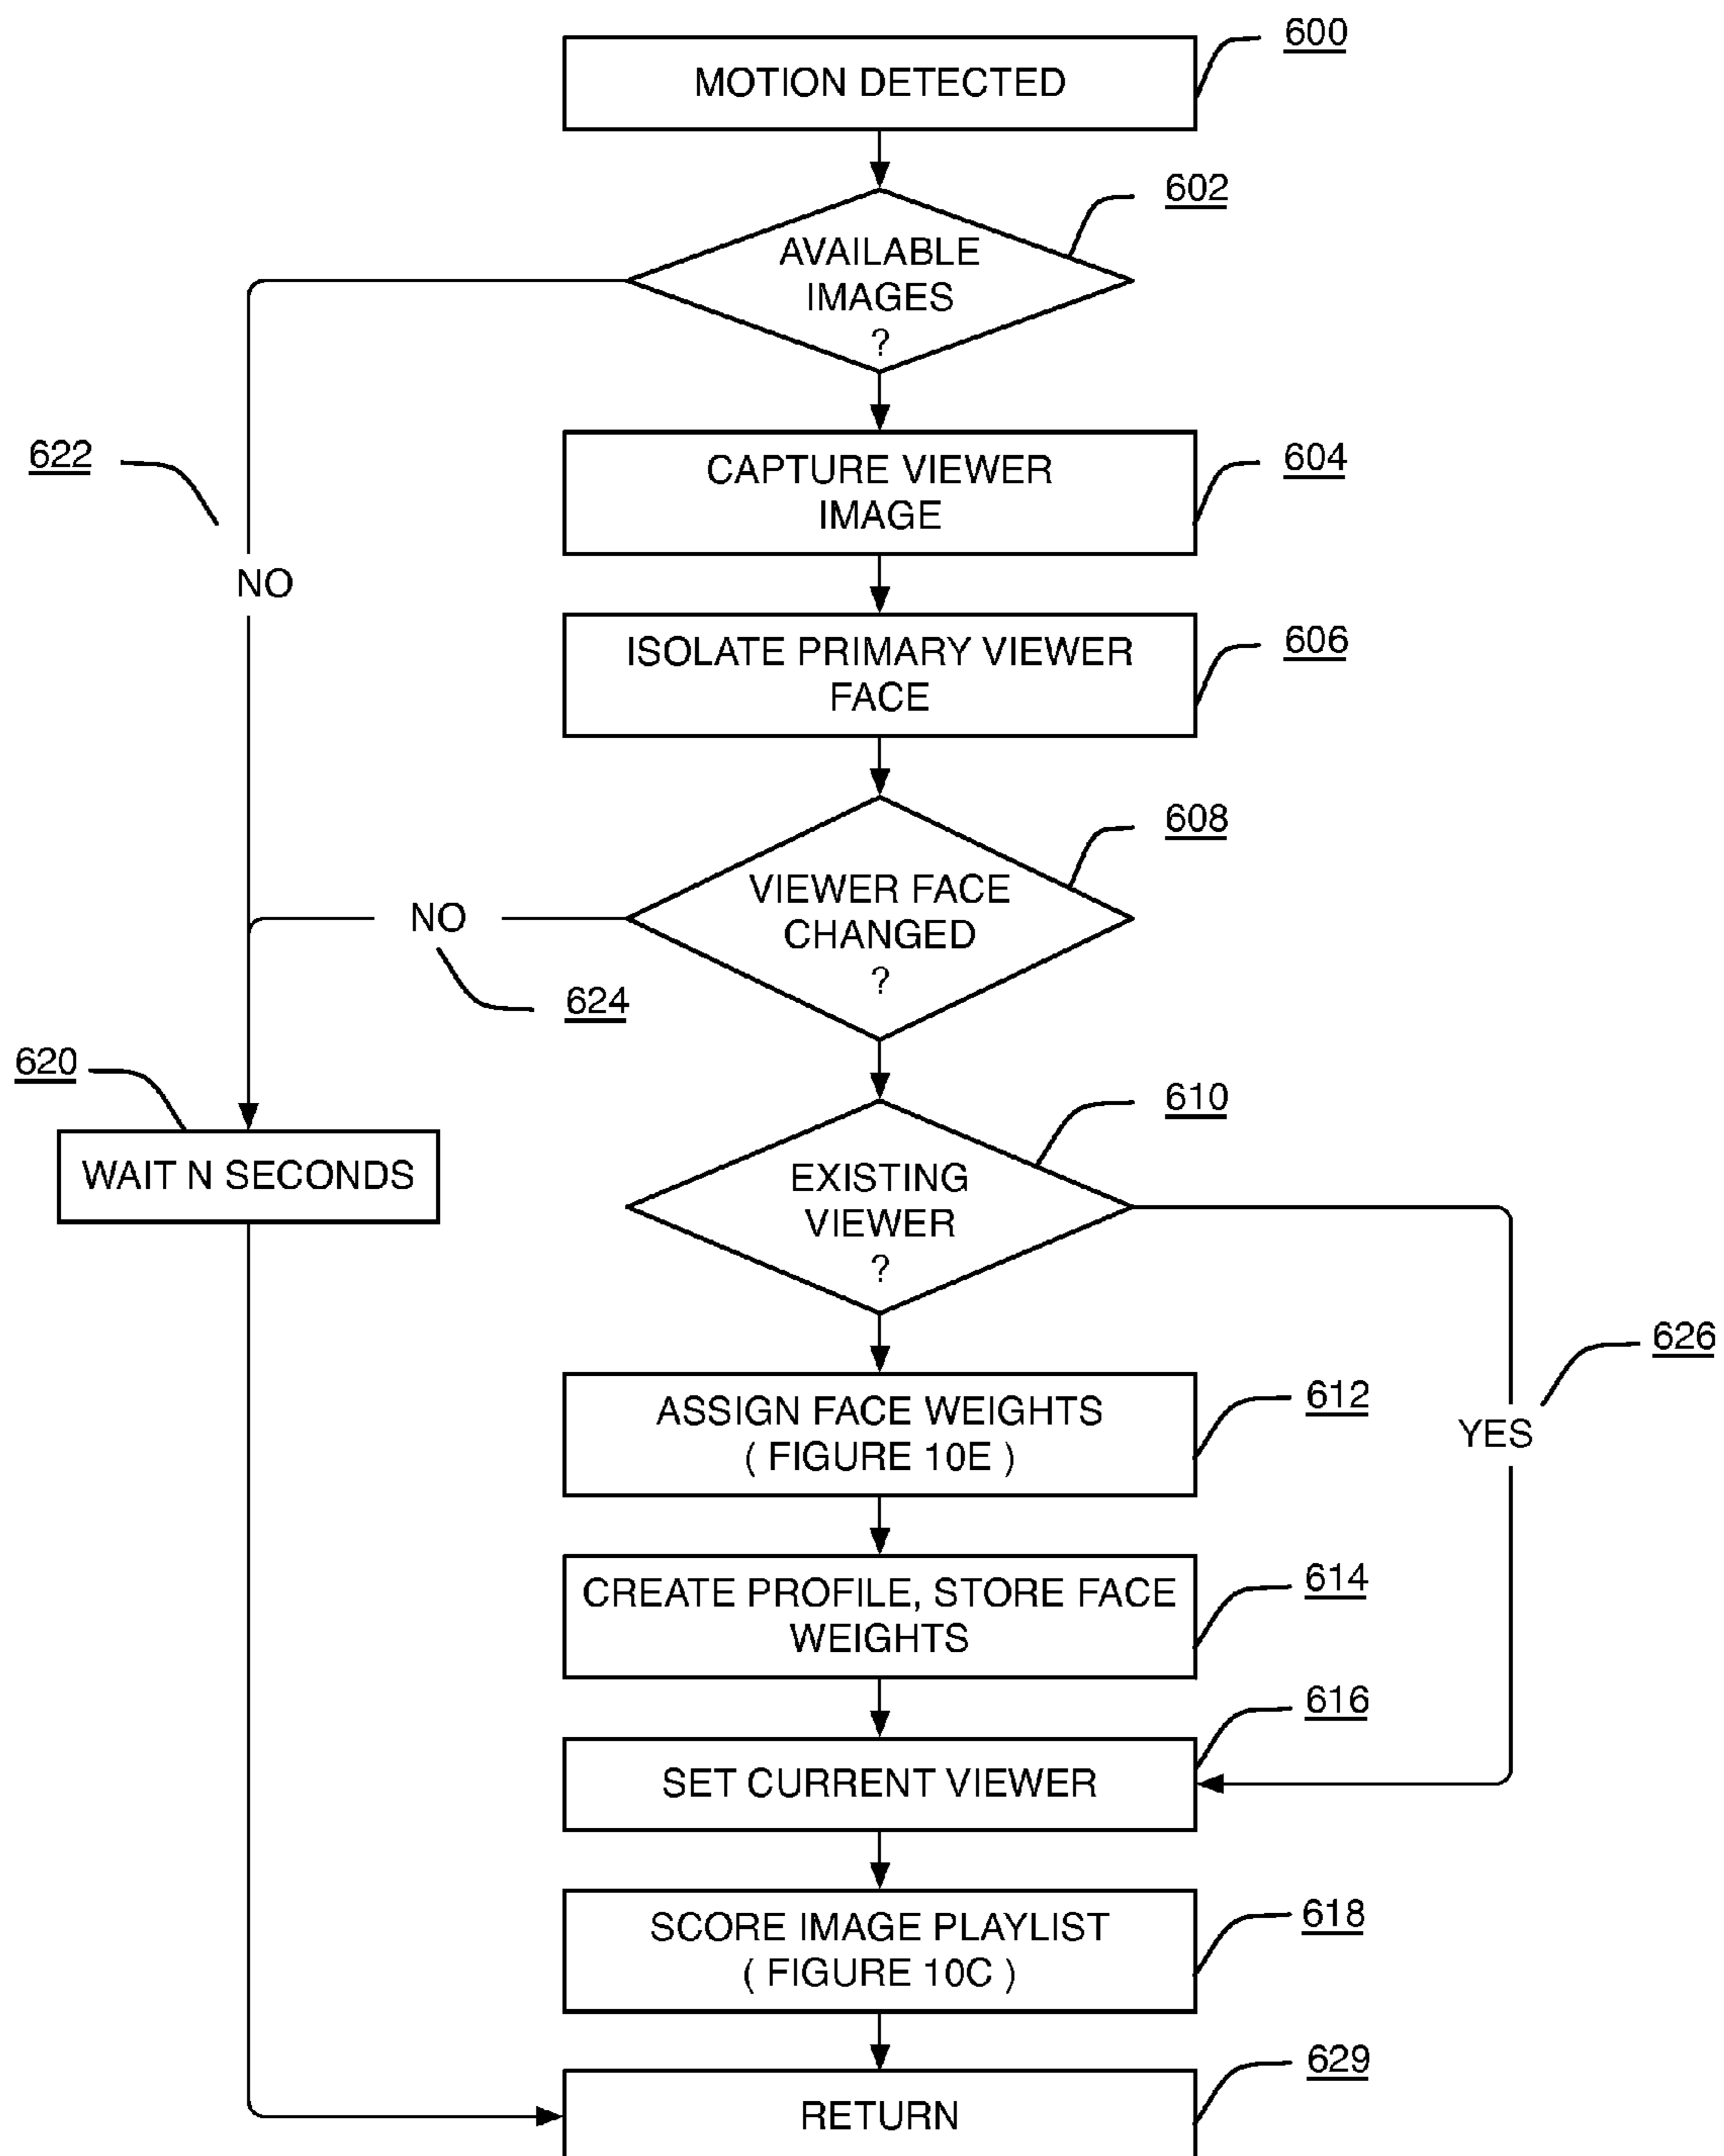 600
MOTION DETECTED
602
AVAILABLE
IMAGES
?
622
NO
CAPTURE VIEWER
IMAGE
604
ISOLATE PRIMARY VIEWER
FACE
606
608
VIEWER FACE
CHANGED
?
NO
624
620
WAIT N SECONDS
610
EXISTING
VIEWER
?
626
YES
ASSIGN FACE WEIGHTS
( FIGURE 10E )
612
CREATE PROFILE, STORE FACE
WEIGHTS
614
616
SET CURRENT VIEWER
SCORE IMAGE PLAYLIST
( FIGURE 10C )
618
629
RETURN